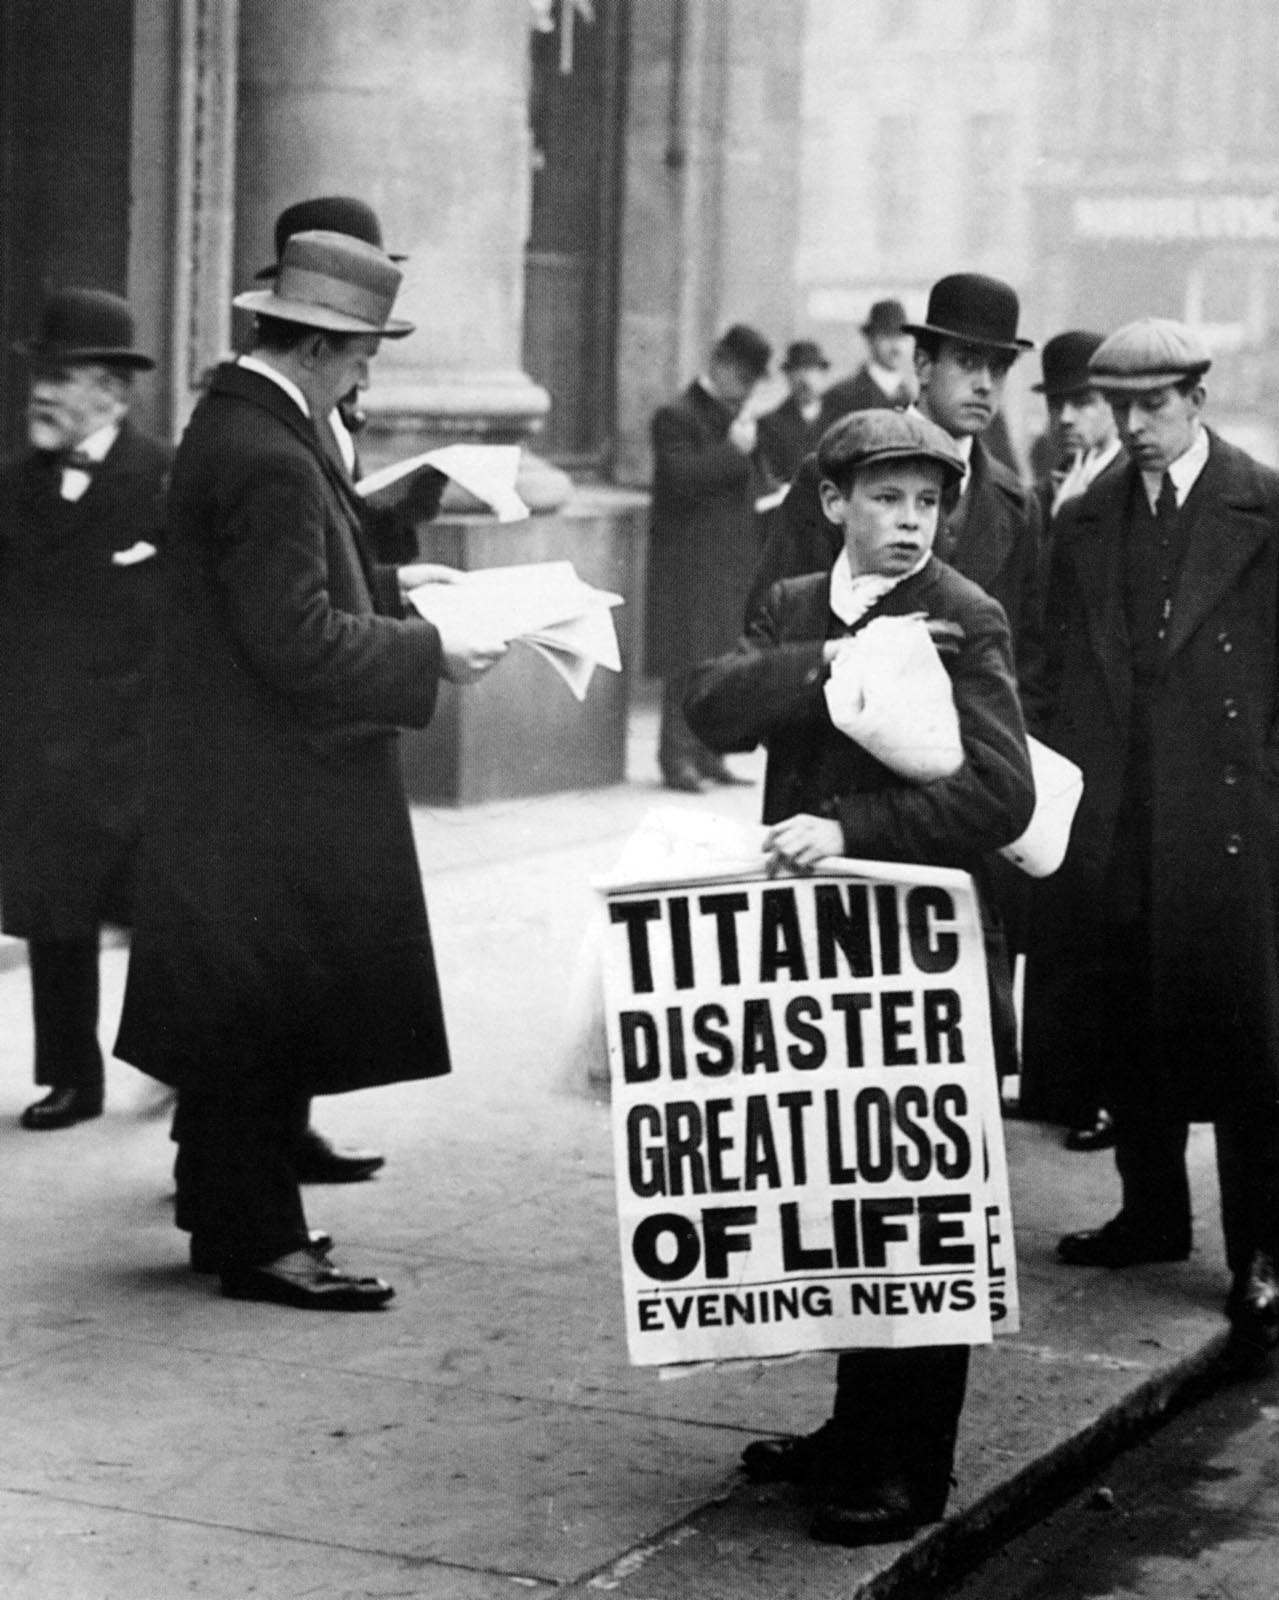 TITANIC
DISASTER
GREAT LOSS
OF LIFE
EVENING NEWS
E
S